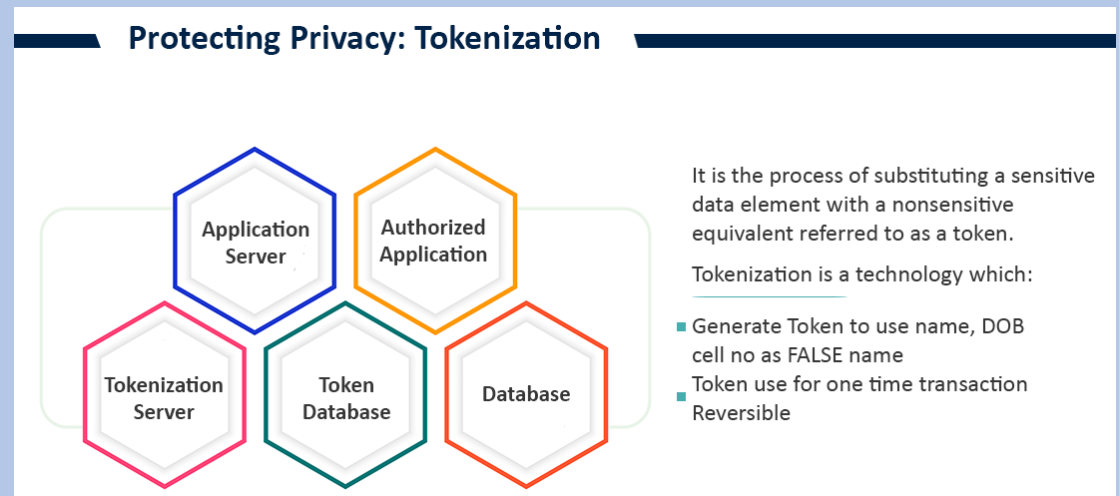 Protecting Privacy: Tokenization
Application
Server
Authorized
Application
Tokenization
Server
Token
Database
Database
It is the process of substituting a sensitive
data element with a nonsensitive
equivalent referred to as a token.
Tokenization is a technology which:
Generate Token to use name, DOB
cell no as FALSE name
Token use for one time transaction
Reversible